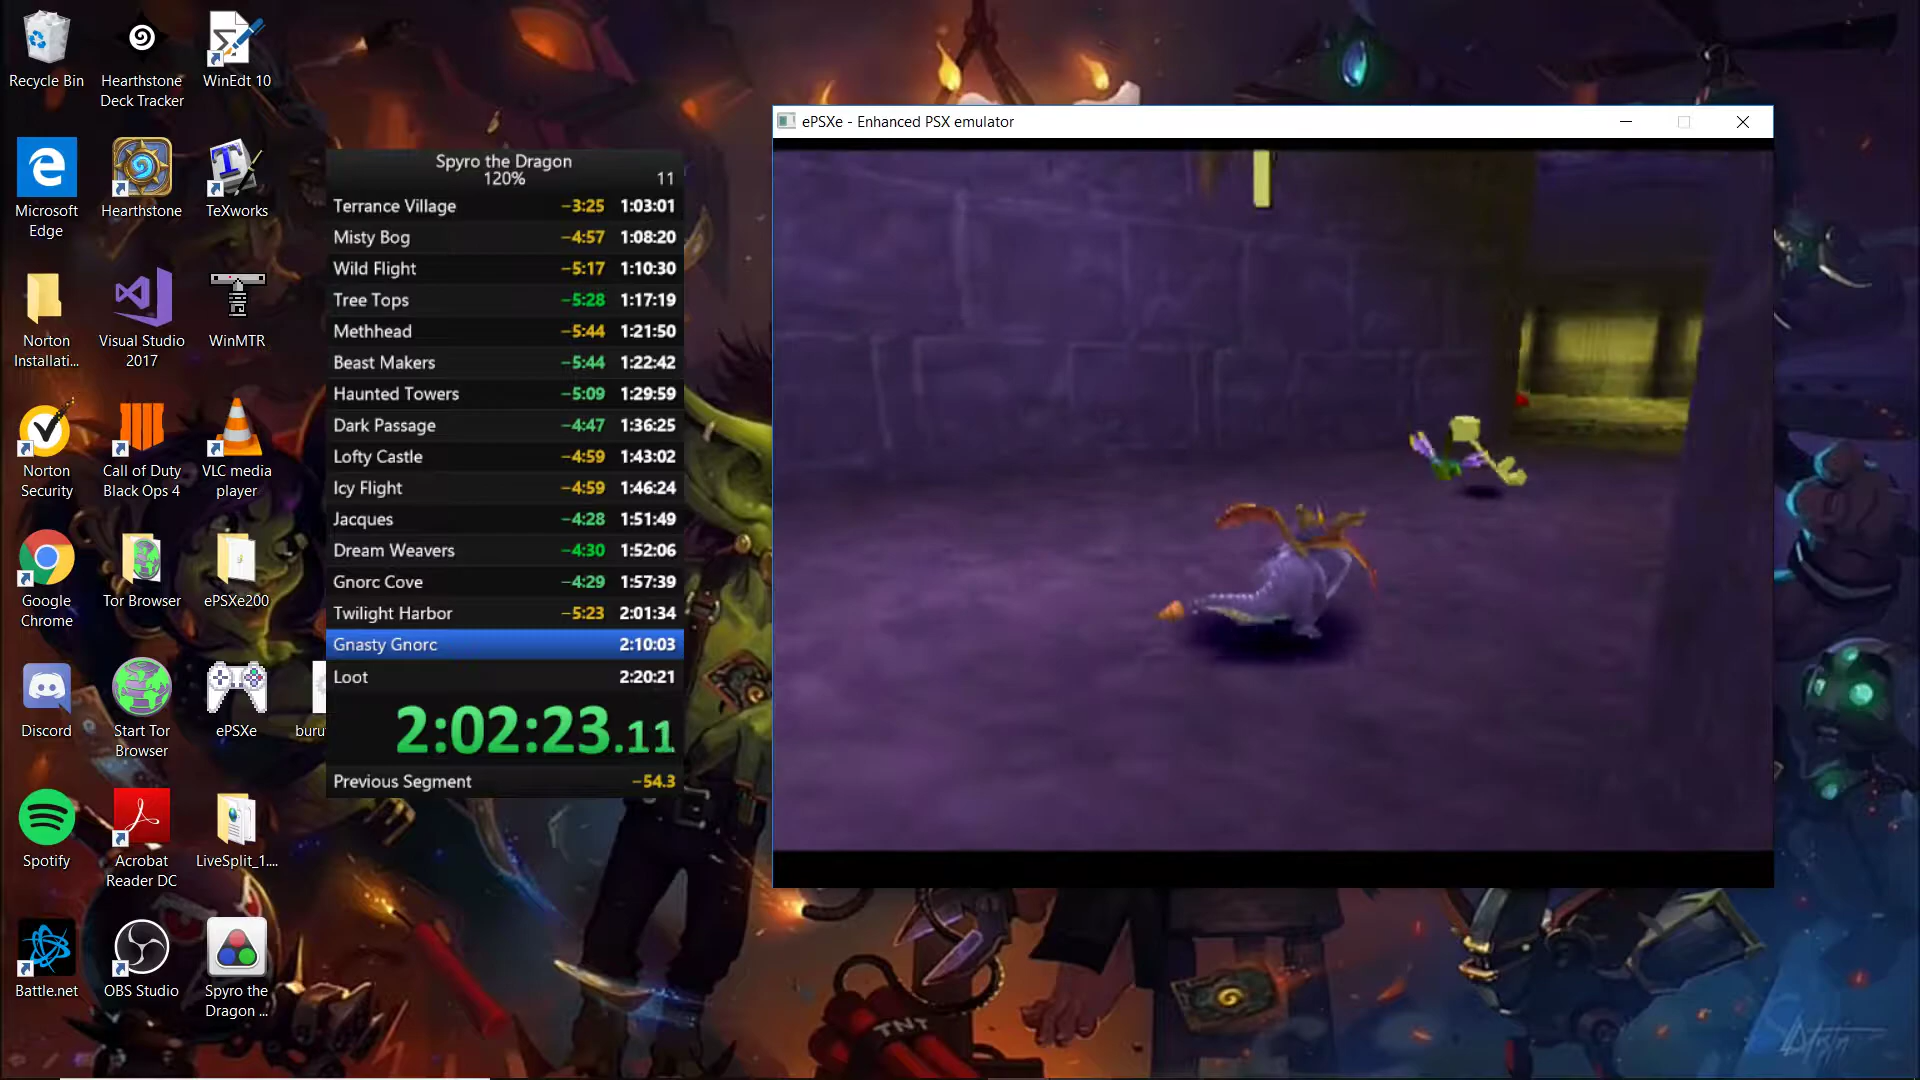 Recycle Bin
Hearthstone
Deck Tracker
WinEdt 10
Microsoft
Edge
Hearthstone
TeXworks
Norton
Installati...
Visual Studio
2017
WinMTR
Norton
Security
Call of Duty
Black Ops 4
VLC media
player
Google
Chrome
Tor Browser
ePSXe200
Discord
Start Tor
Browser
ePSXe
buru
Spotify
Acrobat
Reader DC
LiveSplit_1....
Battle.net
OBS Studio
Spyro the
Dragon ...
Spyro the Dragon
120% 11
Terrance Village −3:25 1:03:01
Misty Bog −4:57 1:08:20
Wild Flight −5:17 1:10:30
Tree Tops −5:28 1:17:19
Methhead −5:44 1:21:50
Beast Makers −5:44 1:22:42
Haunted Towers −5:09 1:29:59
Dark Passage −4:47 1:36:25
Lofty Castle −4:59 1:43:02
Icy Flight −4:59 1:46:24
Jacques −4:28 1:51:49
Dream Weavers −4:30 1:52:06
Gnorc Cove −4:29 1:57:39
Twilight Harbor −5:23 2:01:34
Gnasty Gnorc 2:10:03
Loot 2:20:21
2:02:23.11
Previous Segment −54.3
ePSXe - Enhanced PSX emulator
TNT